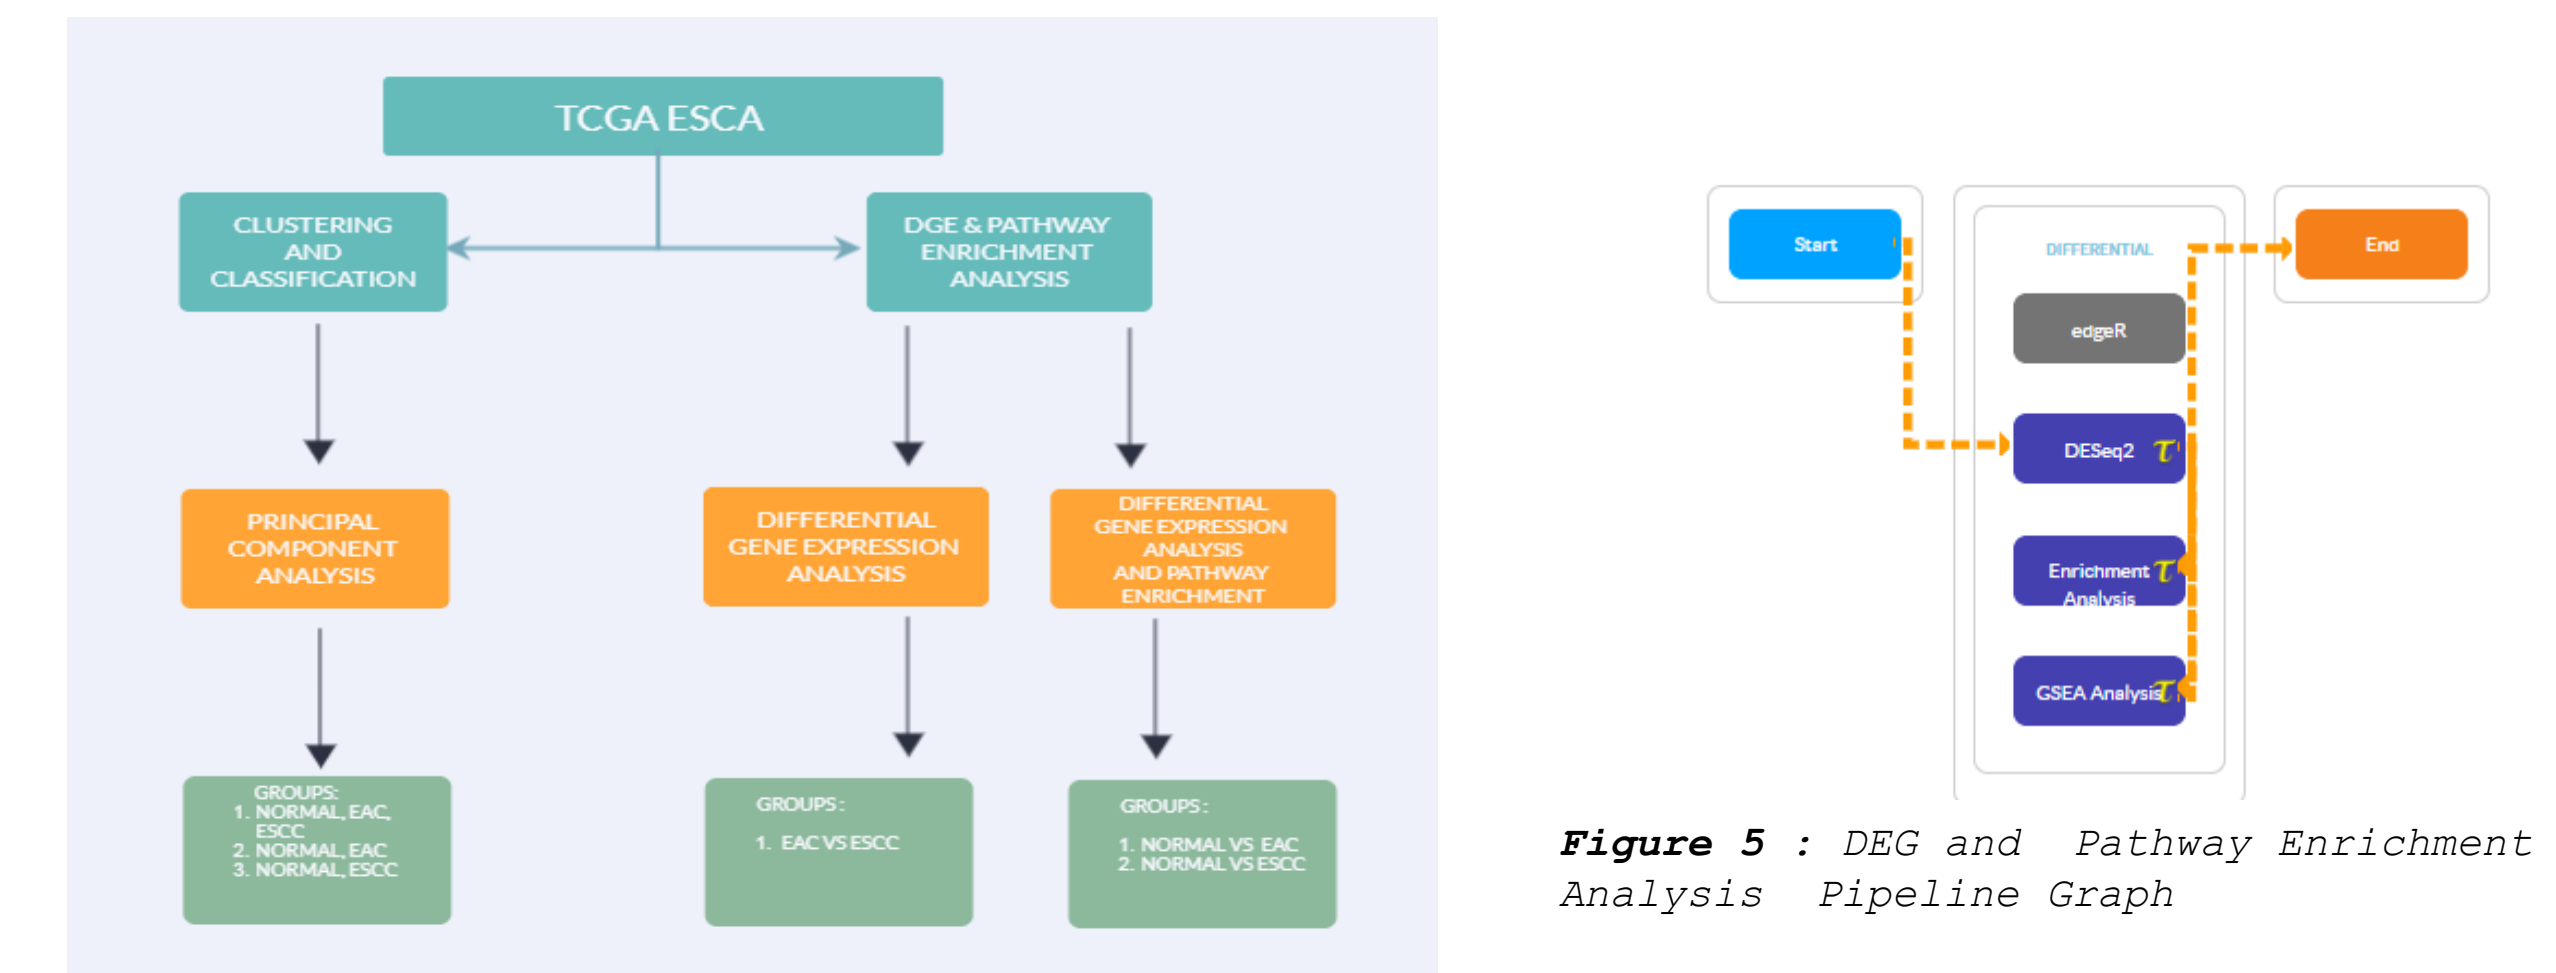 TCGA ESCA
CLUSTERING
AND
CLASSIFICATION
DGE & PATHWAY
ENRICHMENT
ANALYSIS
PRINCIPAL
COMPONENT
ANALYSIS
DIFFERENTIAL
GENE EXPRESSION
ANALYSIS
DIFFERENTIAL
GENE EXPRESSION
ANALYSIS
AND PATHWAY
ENRICHMENT
GROUPS:
1. NORMAL, EAC,
ESCC
2. NORMAL, EAC
3. NORMAL, ESCC
GROUPS :
1. EAC VS ESCC
GROUPS :
1. NORMAL VS EAC
2. NORMAL VS ESCC
Start
DIFFERENTIAL
edgeR
DESeq2 τ
Enrichment τ
Analysis
GSEA Analysis τ
End
Figure 5 : DEG and Pathway Enrichment
Analysis Pipeline Graph